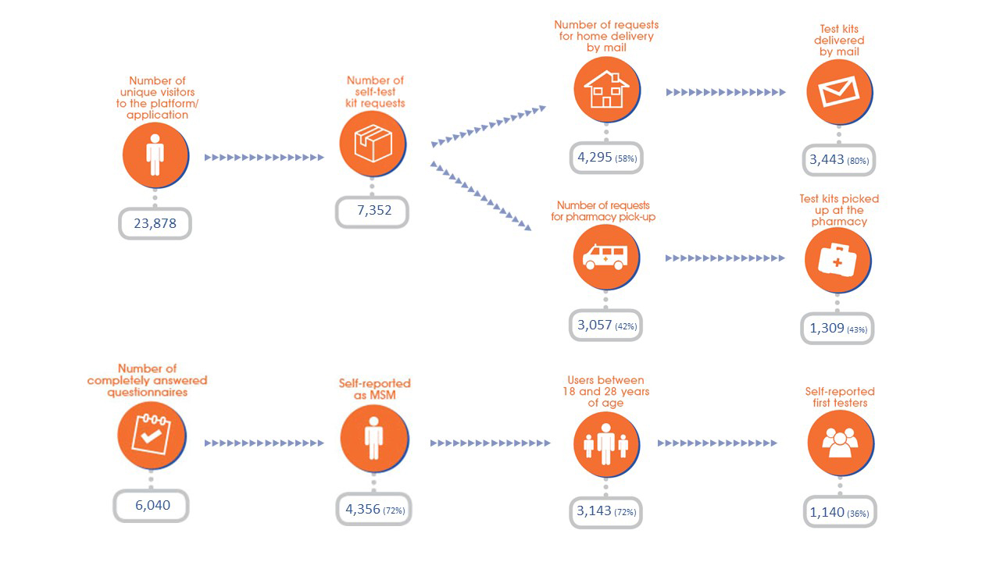 Number of
unique visitors
to the platform/
application
23,878
Number of
self-test
kit requests
7,352
Number of requests
for home delivery
by mail
4,295 (58%)
Test kits
delivered
by mail
3,443 (80%)
Number of requests
for pharmacy pick-up
3,057 (42%)
Test kits picked
up at the
pharmacy
1,309 (43%)
Number of
completely answered
questionnaires
6,040
Self-reported
as MSM
4,356 (72%)
Users between
18 and 28 years
of age
3,143 (72%)
Self-reported
first testers
1,140 (36%)